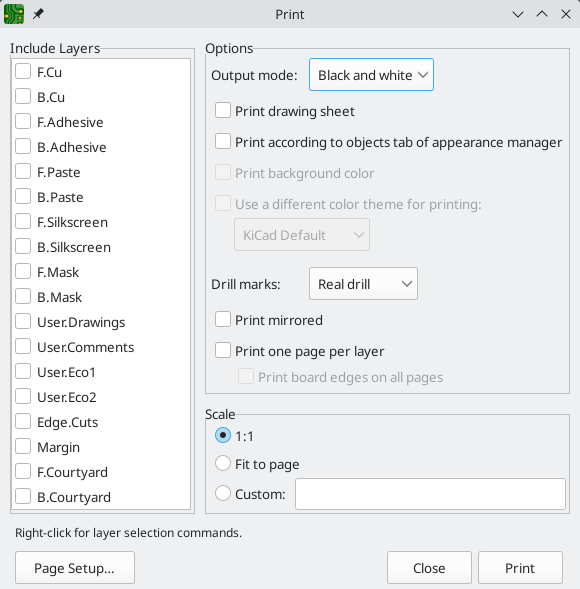 Print
Include Layers
F.Cu
B.Cu
F.Adhesive
B.Adhesive
F.Paste
B.Paste
F.Silkscreen
B.Silkscreen
F.Mask
B.Mask
User.Drawings
User.Comments
User.Eco1
User.Eco2
Edge.Cuts
Margin
F.Courtyard
B.Courtyard
Options
Output mode: Black and white
Print drawing sheet
Print according to objects tab of appearance manager
Print background color
Use a different color theme for printing:
KiCad Default
Drill marks: Real drill
Print mirrored
Print one page per layer
Print board edges on all pages
Scale
1:1
Fit to page
Custom:
Right-click for layer selection commands.
Page Setup... Close Print